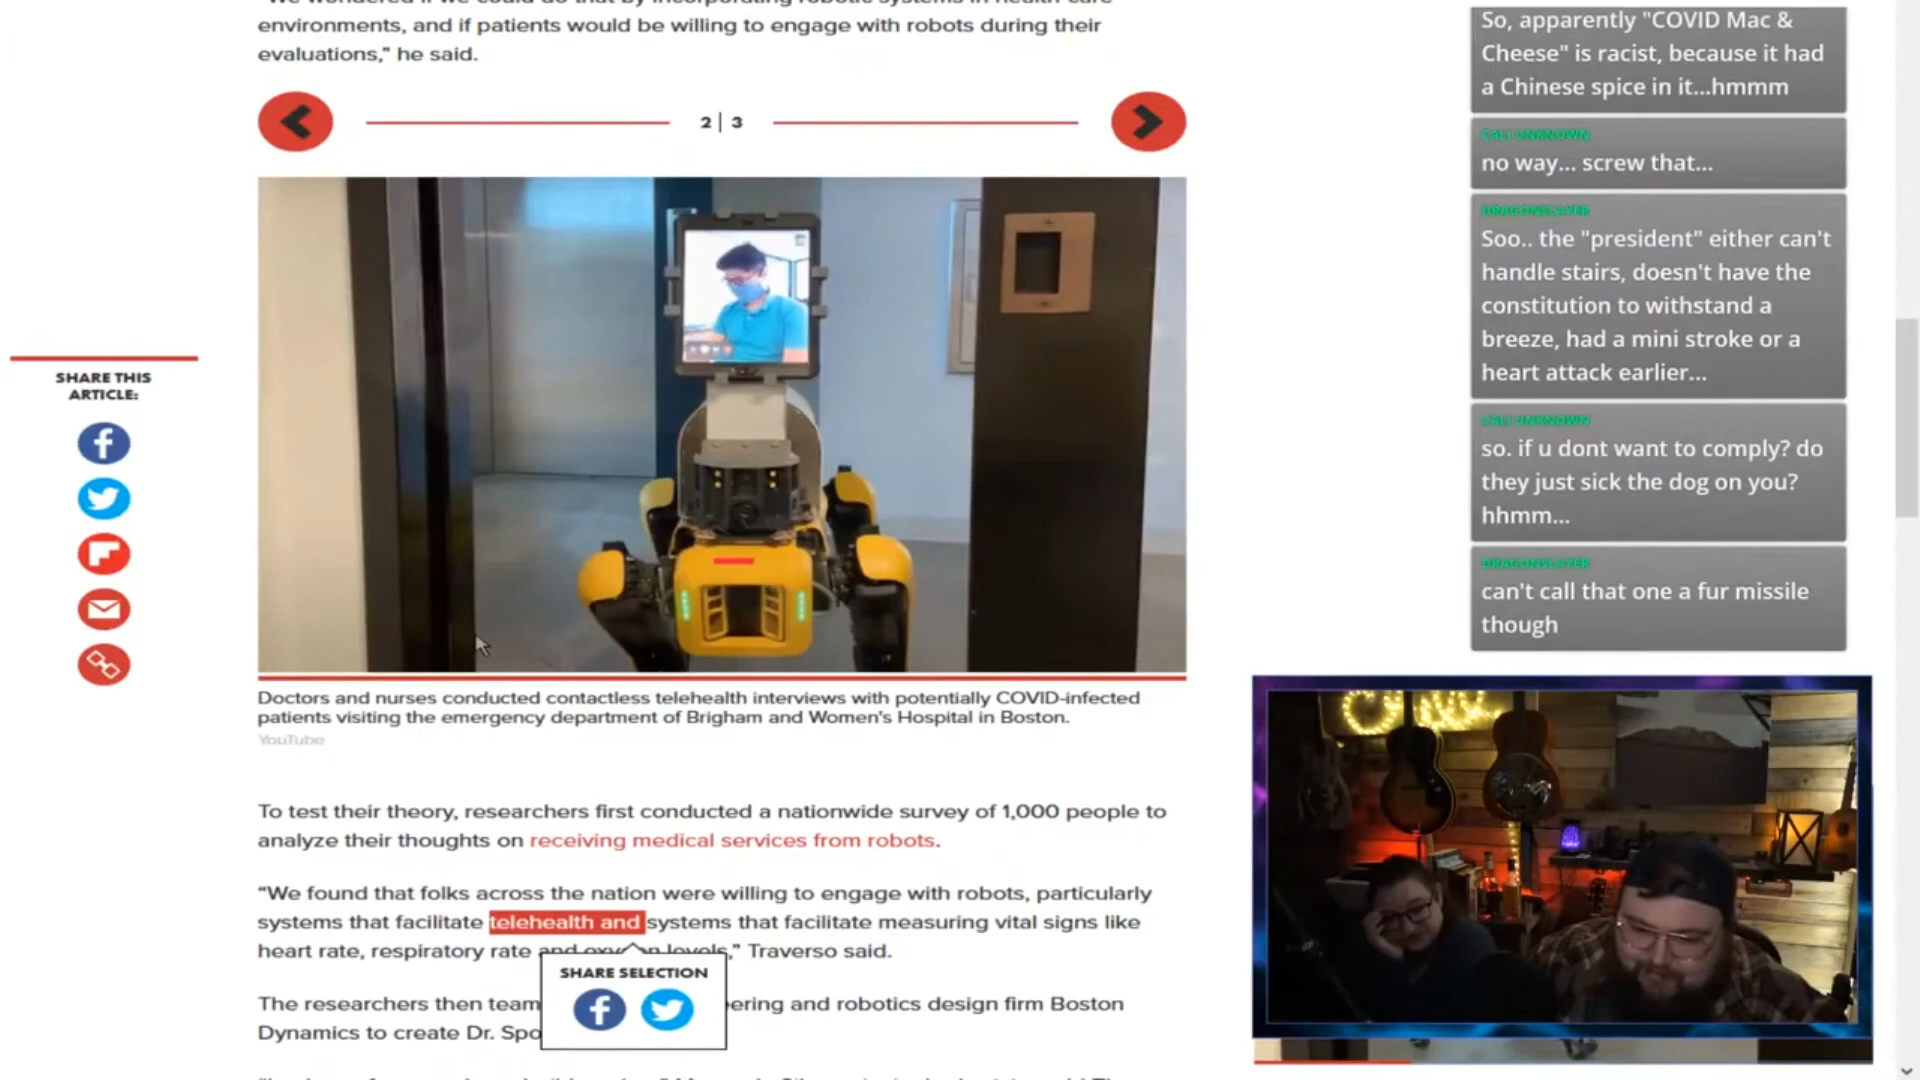 environments, and if patients would be willing to engage with robots during their
evaluations,” he said.
2 | 3
SHARE THIS
ARTICLE:
Doctors and nurses conducted contactless telehealth interviews with potentially COVID-infected
patients visiting the emergency department of Brigham and Women's Hospital in Boston.
YouTube
To test their theory, researchers first conducted a nationwide survey of 1,000 people to
analyze their thoughts on receiving medical services from robots.
“We found that folks across the nation were willing to engage with robots, particularly
systems that facilitate telehealth and systems that facilitate measuring vital signs like
heart rate, respiratory rate and oxygen levels,” Traverso said.
SHARE SELECTION
The researchers then team
ering and robotics design firm Boston
Dynamics to create Dr. Spo
So, apparently "COVID Mac &
Cheese" is racist, because it had
a Chinese spice in it...hmmm
CALI UNKNOWN
no way... screw that...
DRAGONSLAYER
Soo.. the "president" either can't
handle stairs, doesn't have the
constitution to withstand a
breeze, had a mini stroke or a
heart attack earlier...
CALI UNKNOWN
so. if u dont want to comply? do
they just sick the dog on you?
hhmm...
DRAGONSLAYER
can't call that one a fur missile
though